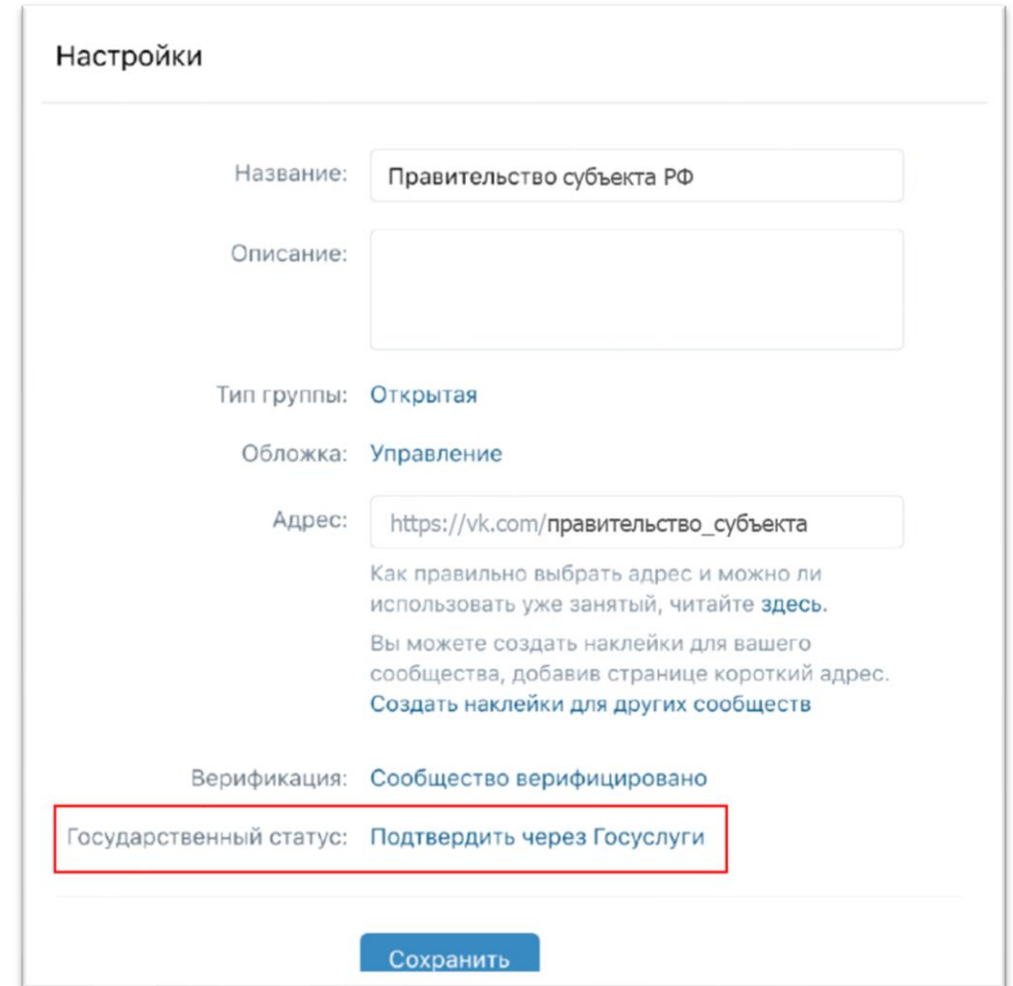 Настройки
Название: Правительство субъекта РФ
Описание:
Тип группы: Открытая
Обложка: Управление
Адрес: https://vk.com/правительство_субъекта
Как правильно выбрать адрес и можно ли
использовать уже занятый, читайте здесь.
Вы можете создать наклейки для вашего
сообщества, добавив странице короткий адрес.
Создать наклейки для других сообществ
Верификация: Сообщество верифицировано
Государственный статус: Подтвердить через Госуслуги
Сохранить